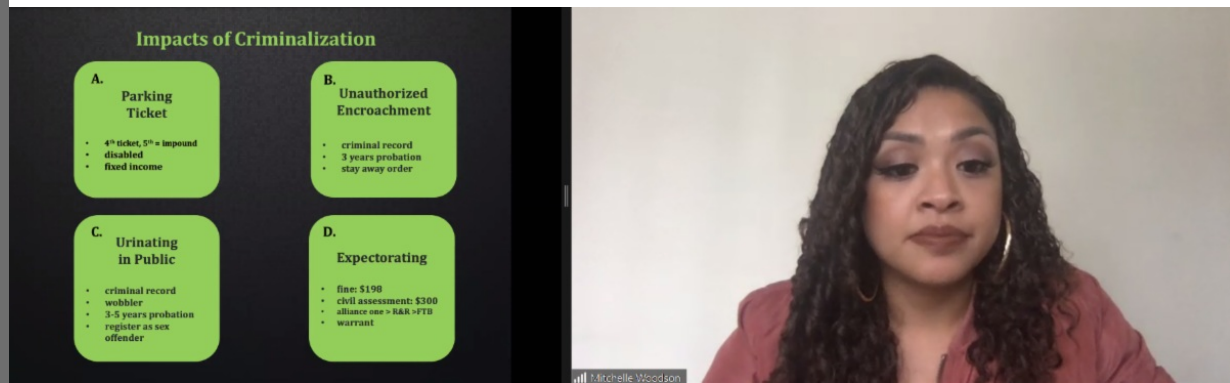 Impacts of Criminalization
A.
Parking
Ticket
• 4th ticket, 5th = impound
• disabled
• fixed income
B.
Unauthorized
Encroachment
• criminal record
• 3 years probation
• stay away order
C.
Urinating
in Public
• criminal record
• wobbler
• 3-5 years probation
• register as sex
offender
D.
Expectorating
• fine: $198
• civil assessment: $300
• alliance one > R&R >FTB
• warrant
Mitchelle Woodson